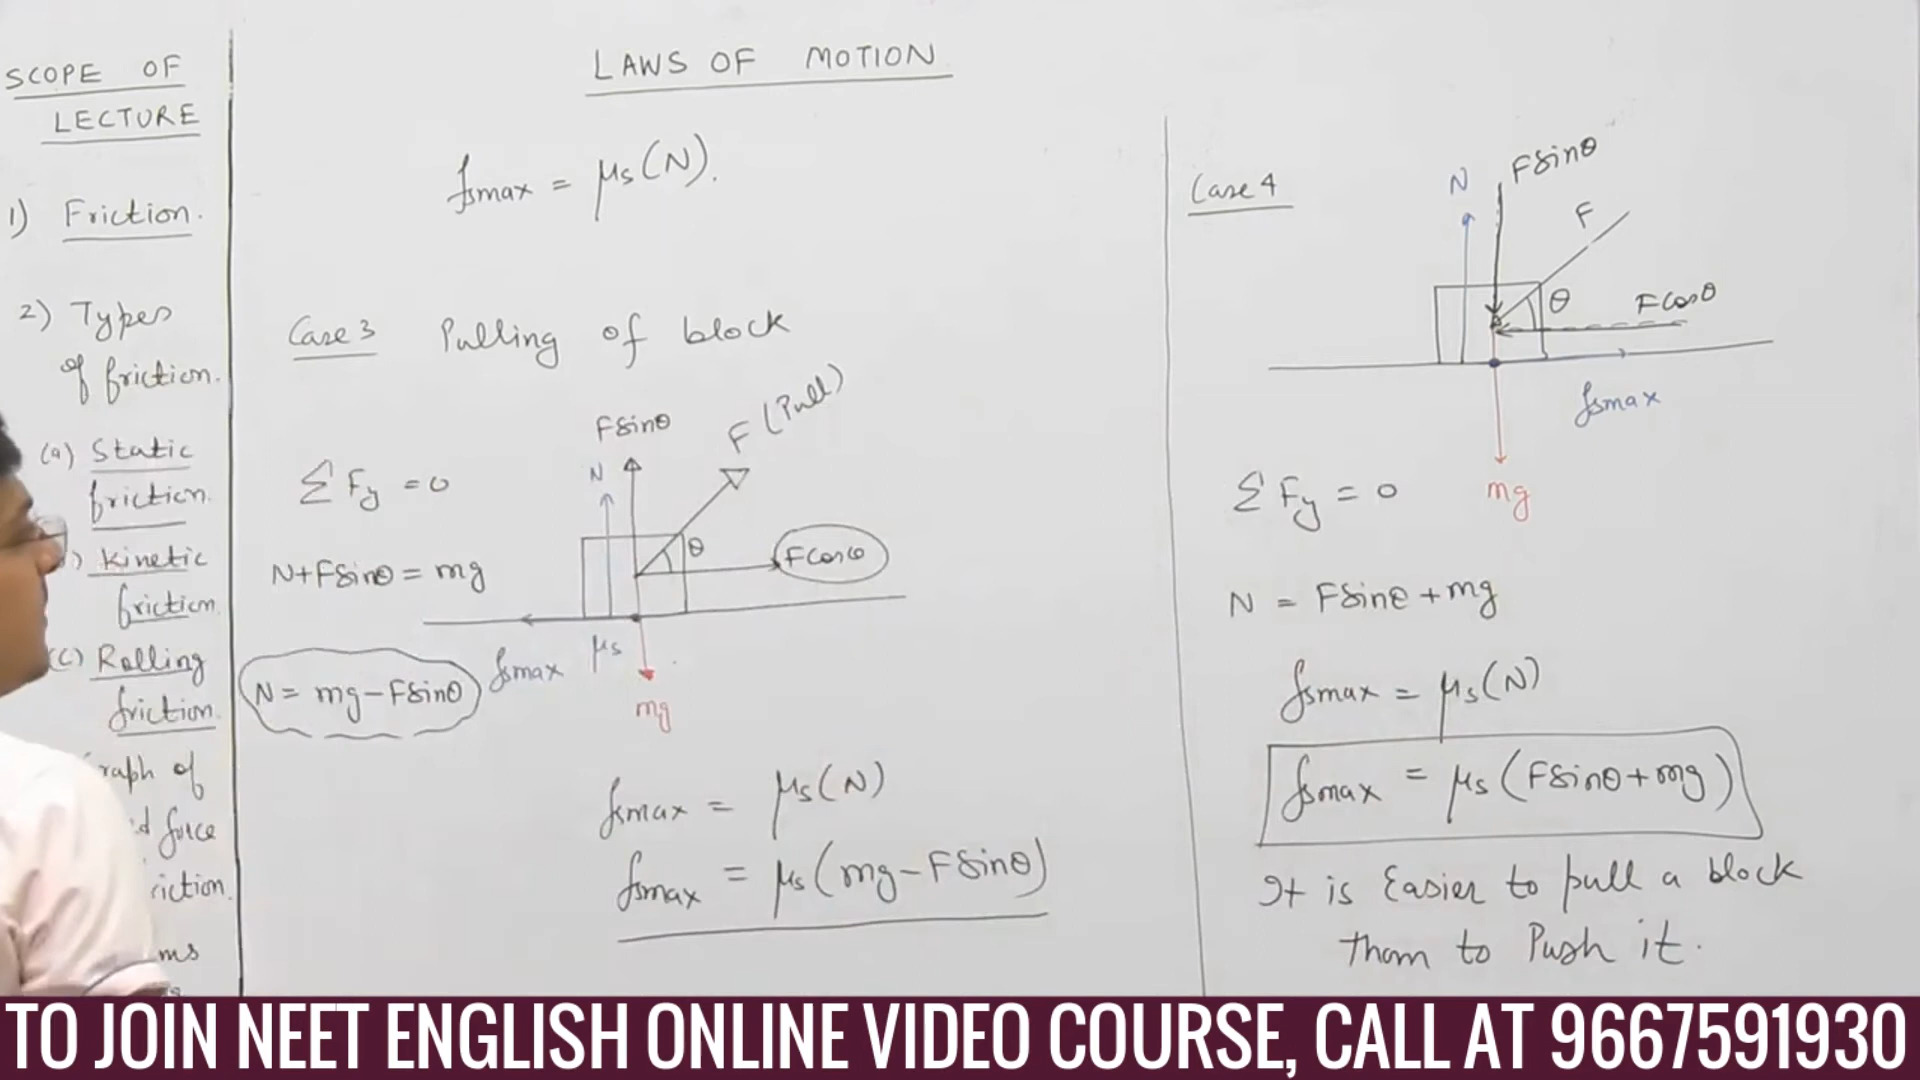 SCOPE OF
LECTURE
1) Friction.
2) Types
of friction.
(a) Static
friction.
) Kinetic
friction
(C) Rolling
friction.
raph of
d force
riction.
ms
LAWS OF MOTION
fsmax = μs(N).
Case 3 Pulling of block
ΣFy = 0
N+Fsinθ = mg
N = mg-Fsinθ
Fsinθ
F (Pull)
N
θ
Fcosθ
fsmax
μs
mg
fsmax = μs(N)
fsmax = μs(mg-Fsinθ)
Case 4
N
Fsinθ
F
θ
Fcosθ
fsmax
mg
ΣFy = 0
N = Fsinθ+mg
fsmax = μs(N)
fsmax = μs(Fsinθ+mg)
It is Easier to pull a block
than to Push it.
TO JOIN NEET ENGLISH ONLINE VIDEO COURSE, CALL AT 9667591930